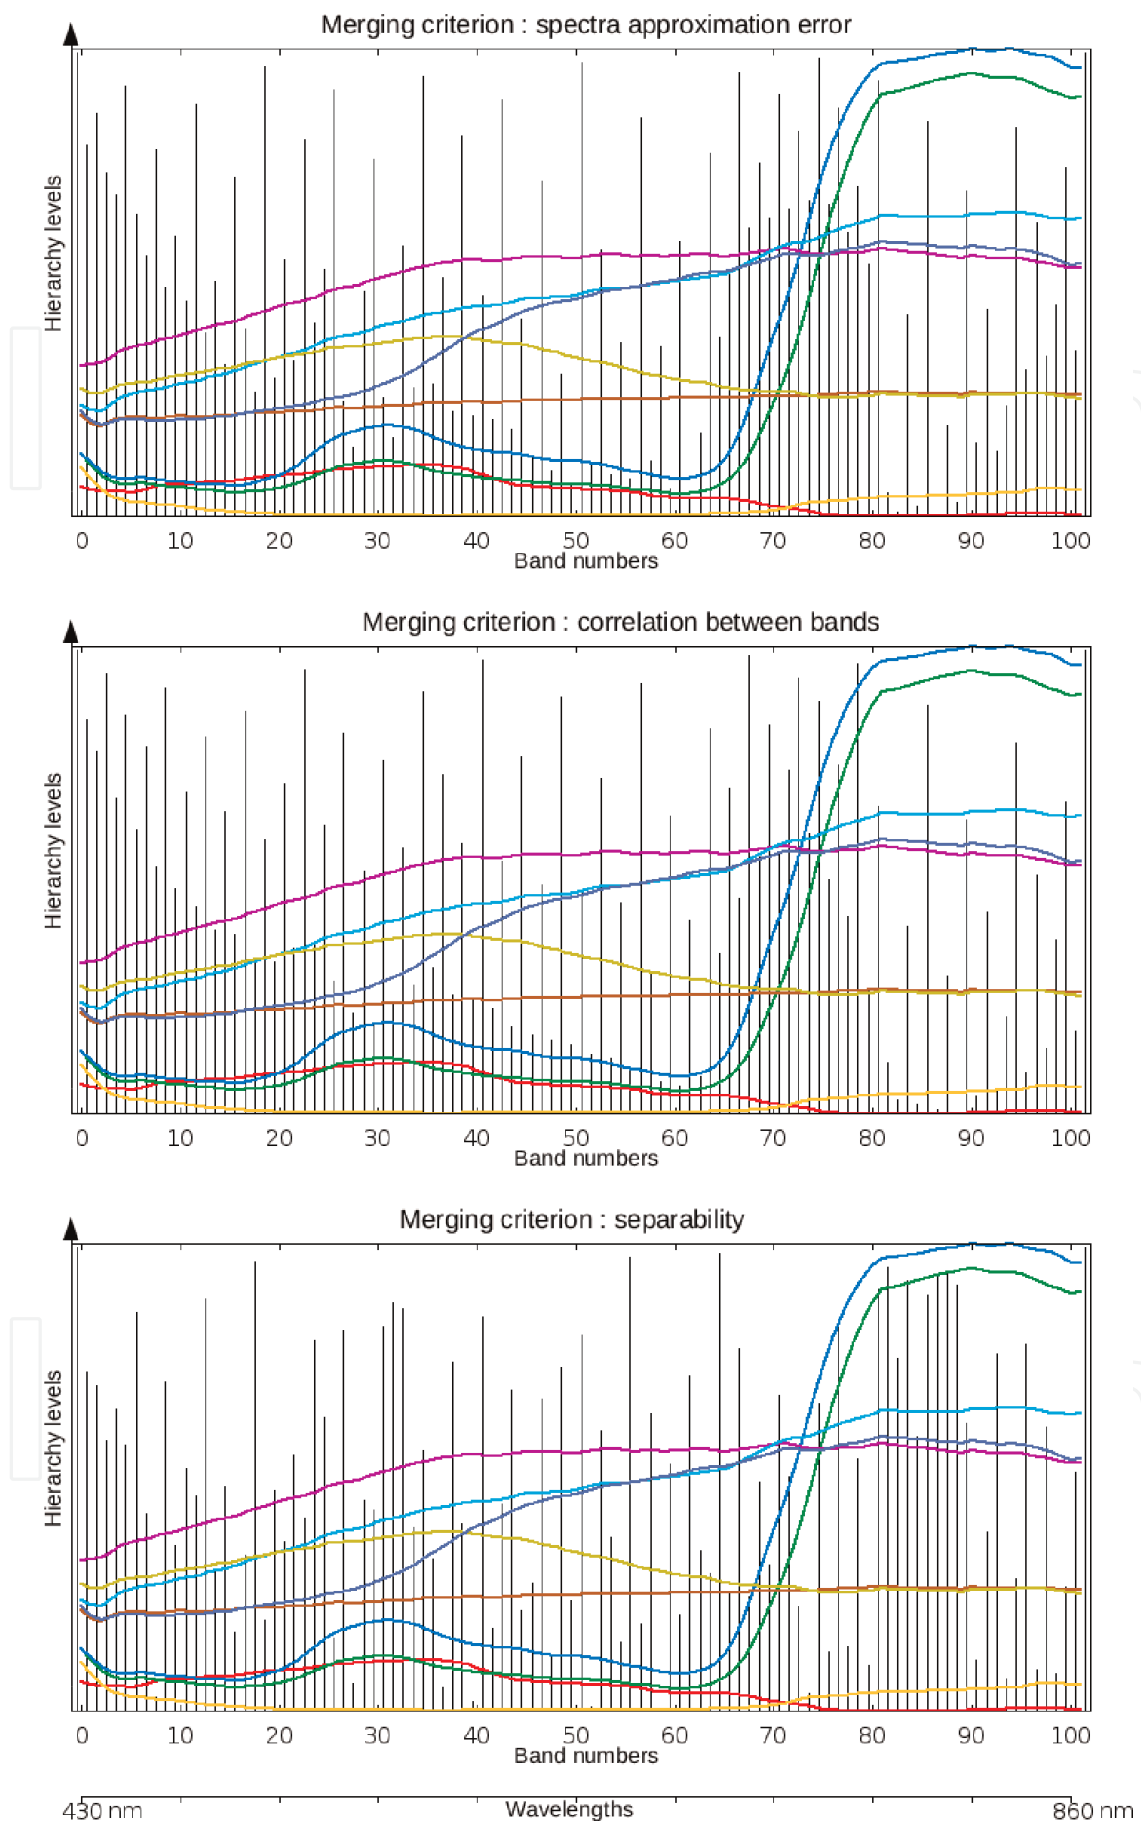 Merging criterion : spectra approximation error
Hierarchy levels
0 10 20 30 40 50 60 70 80 90 100
Band numbers
Merging criterion : correlation between bands
Hierarchy levels
0 10 20 30 40 50 60 70 80 90 100
Band numbers
Merging criterion : separability
Hierarchy levels
0 10 20 30 40 50 60 70 80 90 100
Band numbers
430 nm Wavelengths 860 nm